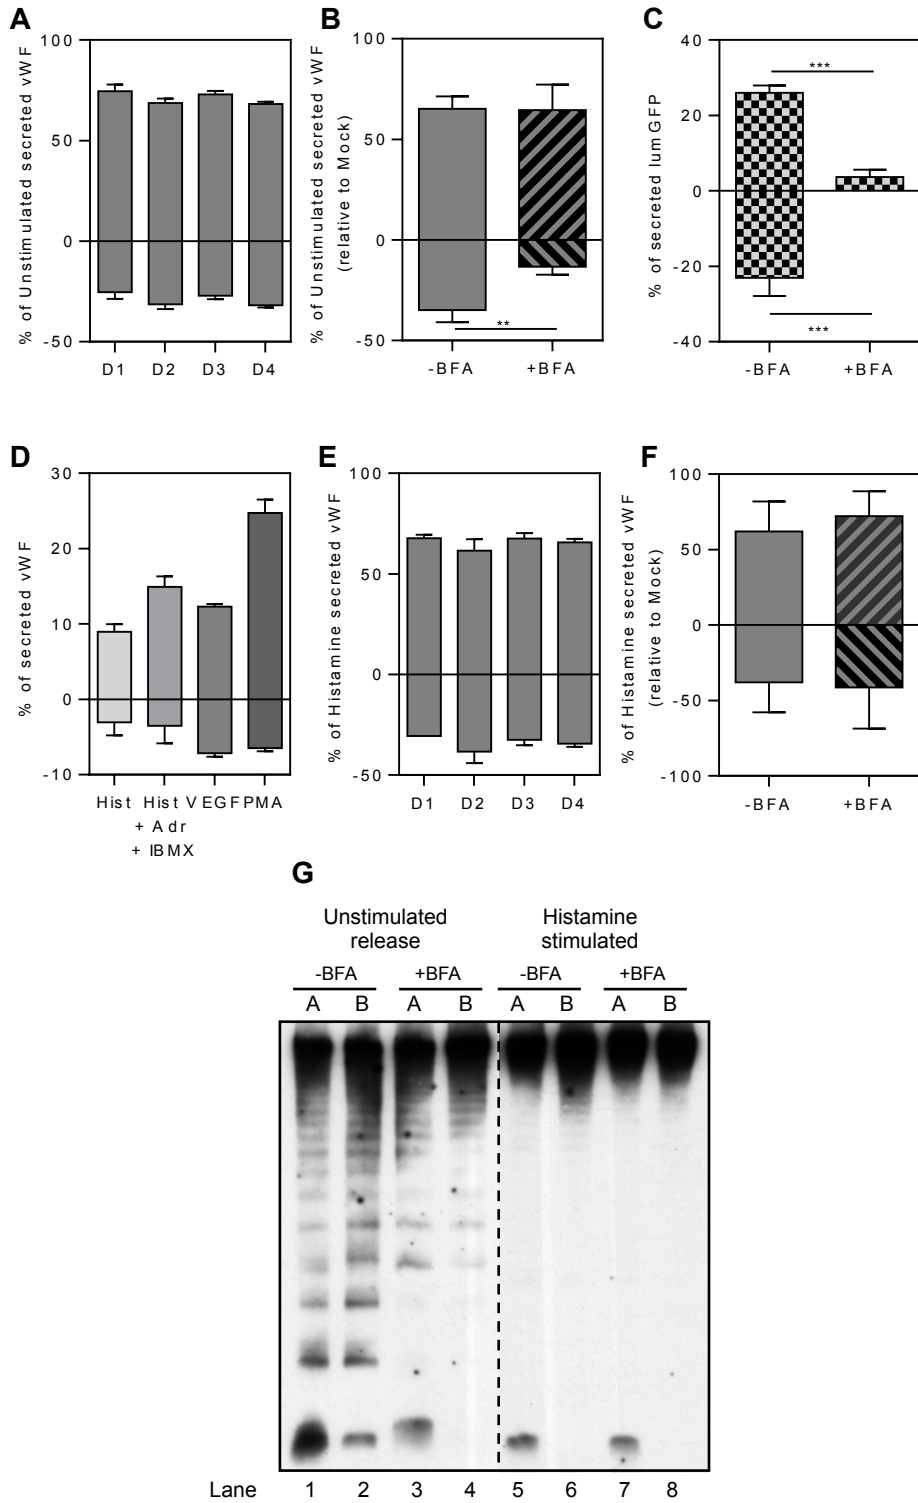 A
% of Unstimulated secreted vWF
100
50
0
-50
D1 D2 D3 D4
B
% of Unstimulated secreted vWF
(relative to Mock)
100
50
0
-50
**
-BFA +BFA
C
% of secreted lumGFP
40
20
0
-20
-40
***
***
-BFA +BFA
D
% of secreted vWF
30
20
10
0
-10
Hist Hist VEGF PMA
+ Adr
+ IBMX
E
% of Histamine secreted vWF
100
50
0
-50
D1 D2 D3 D4
F
% of Histamine secreted vWF
(relative to Mock)
100
50
0
-50
-100
-BFA +BFA
G
Unstimulated
release
Histamine
stimulated
-BFA +BFA -BFA +BFA
A B A B A B A B
Lane 1 2 3 4 5 6 7 8